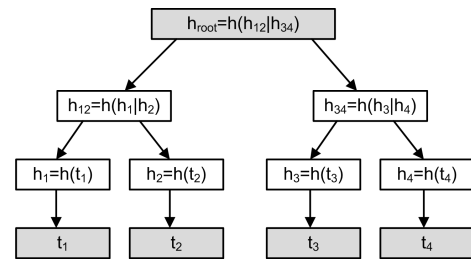 h_root=h(h_12|h_34)
h_12=h(h_1|h_2)
h_34=h(h_3|h_4)
h_1=h(t_1)
h_2=h(t_2)
h_3=h(t_3)
h_4=h(t_4)
t_1
t_2
t_3
t_4